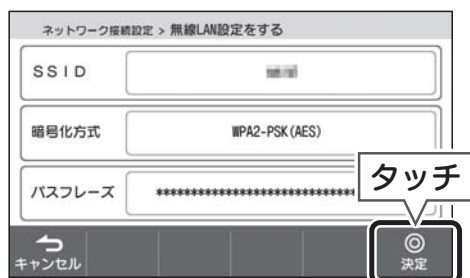 ネットワーク接続設定 > 無線LAN設定をする
SSID
暗号化方式 WPA2-PSK(AES)
パスフレーズ ******************************
タッチ
キャンセル 決定